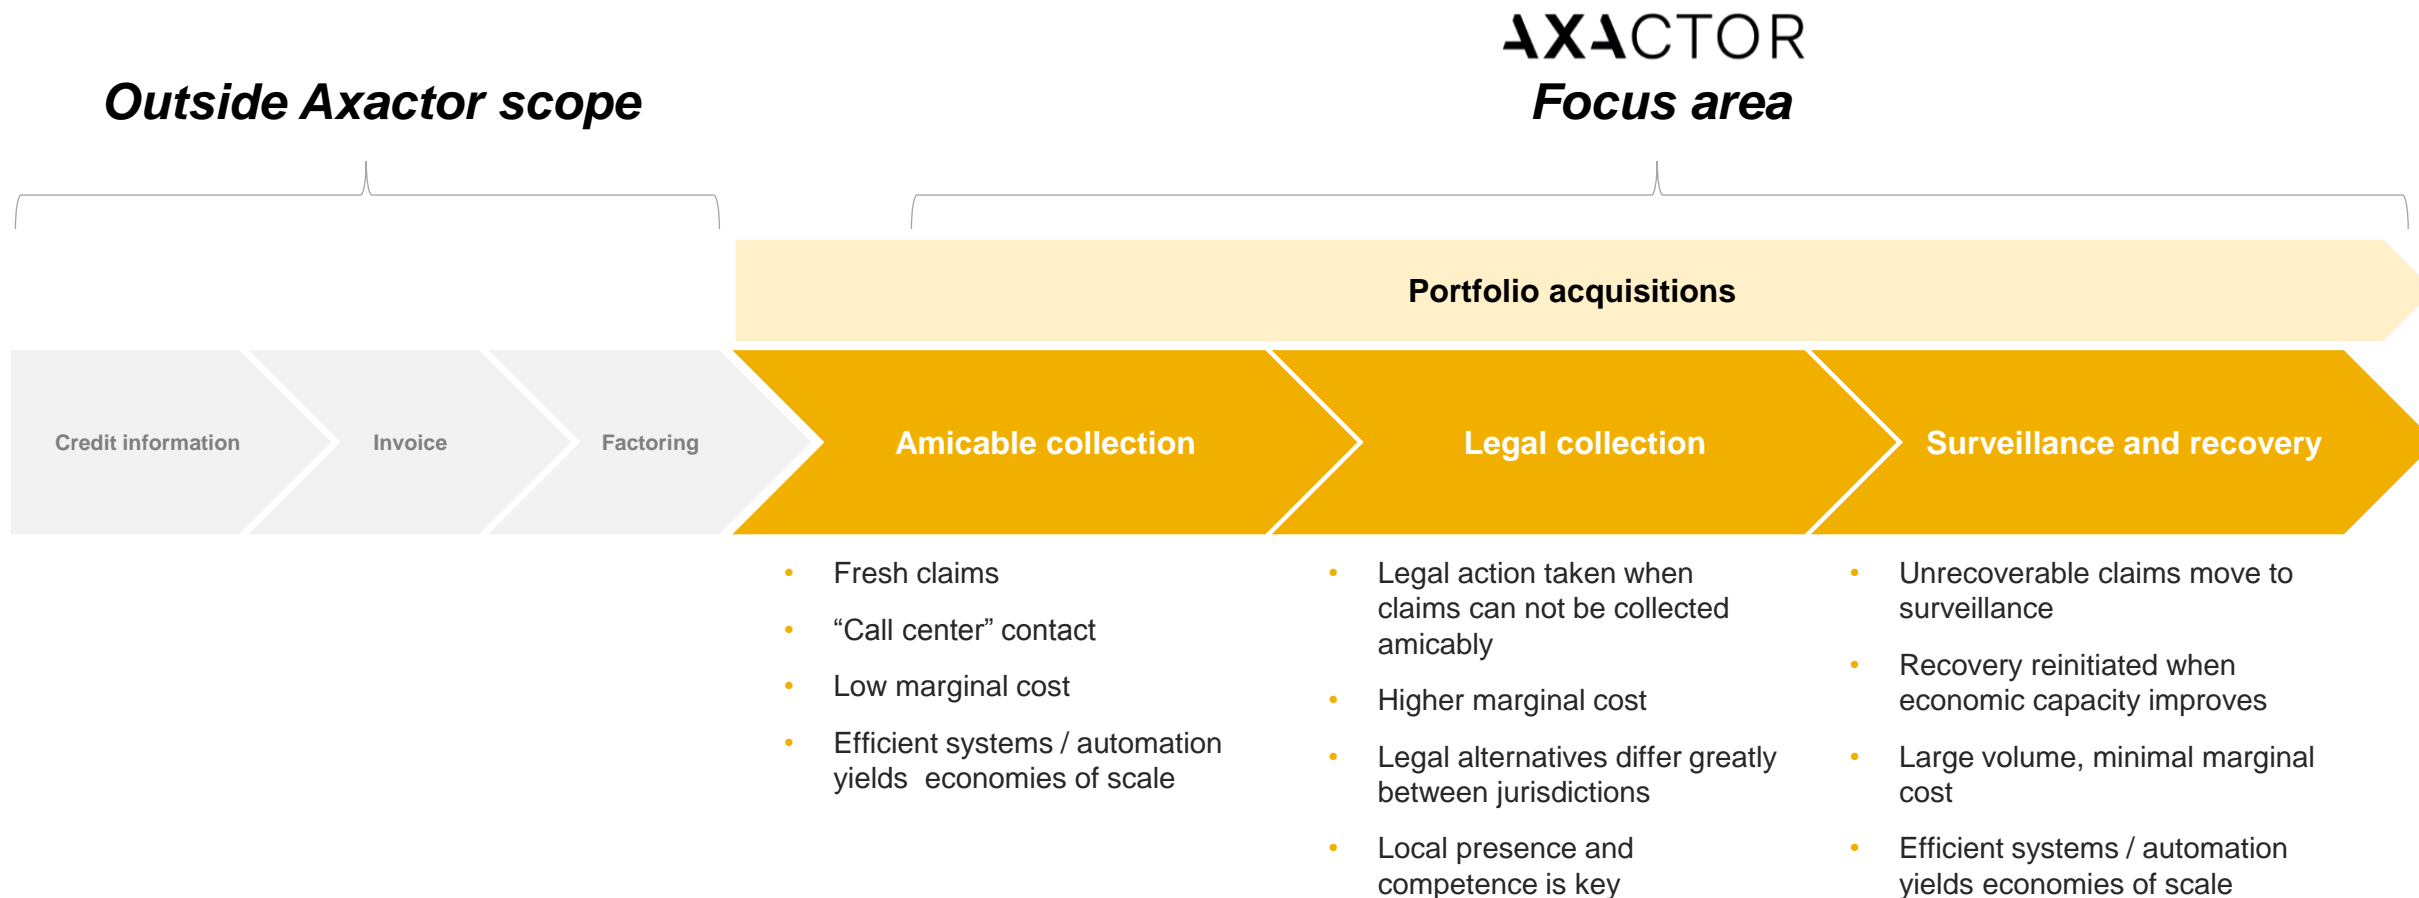 AXACTOR
Outside Axactor scope
Focus area
Portfolio acquisitions
Credit information
Invoice
Factoring
Amicable collection
Legal collection
Surveillance and recovery
• Fresh claims
• “Call center” contact
• Low marginal cost
• Efficient systems / automation
yields economies of scale
• Legal action taken when
claims can not be collected
amicably
• Higher marginal cost
• Legal alternatives differ greatly
between jurisdictions
• Local presence and
competence is key
• Unrecoverable claims move to
surveillance
• Recovery reinitiated when
economic capacity improves
• Large volume, minimal marginal
cost
• Efficient systems / automation
yields economies of scale